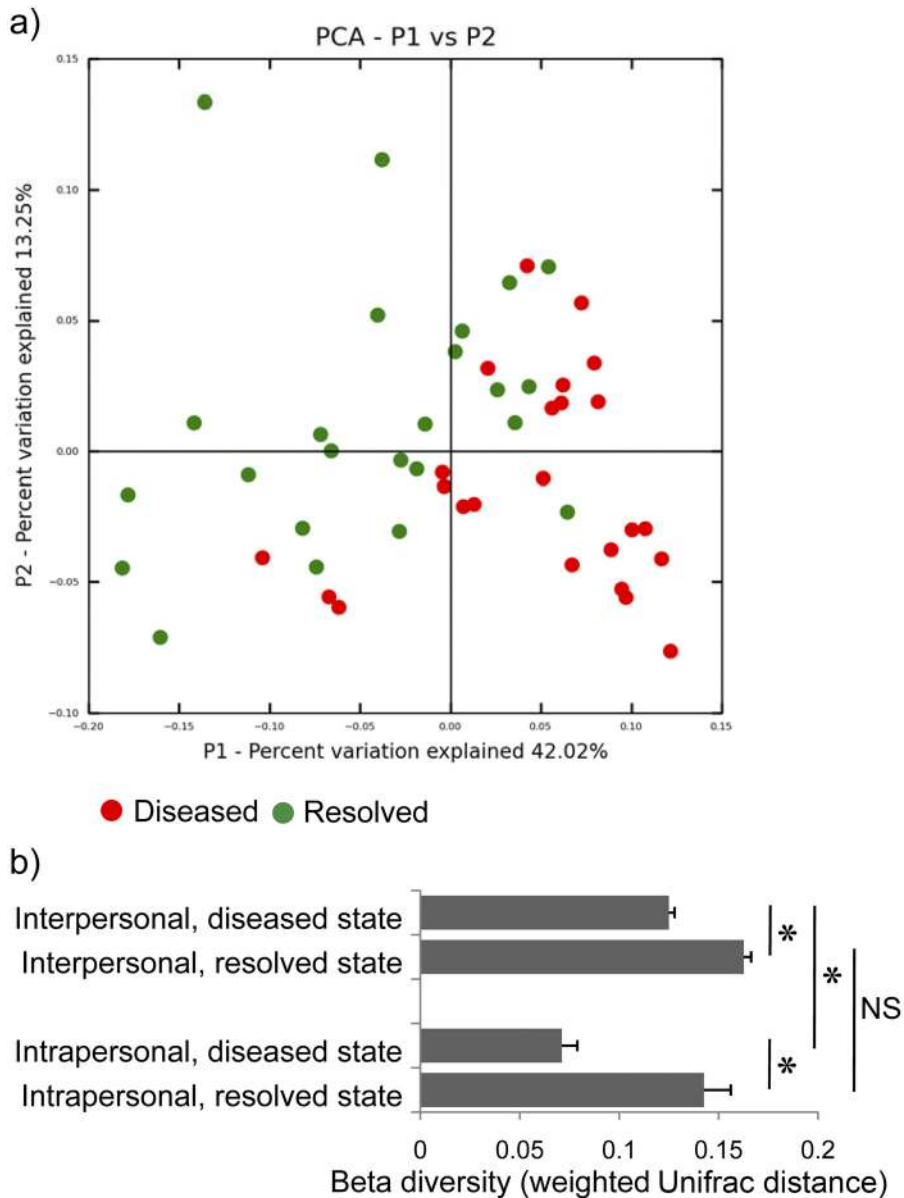 a)
PCA - P1 vs P2
P2 - Percent variation explained 13.25%
0.15
0.10
0.05
0.00
−0.05
−0.10
−0.20 −0.15 −0.10 −0.05 0.00 0.05 0.10 0.15
P1 - Percent variation explained 42.02%
Diseased Resolved
b)
Interpersonal, diseased state
Interpersonal, resolved state
Intrapersonal, diseased state
Intrapersonal, resolved state
* * * NS
0 0.05 0.1 0.15 0.2
Beta diversity (weighted Unifrac distance)